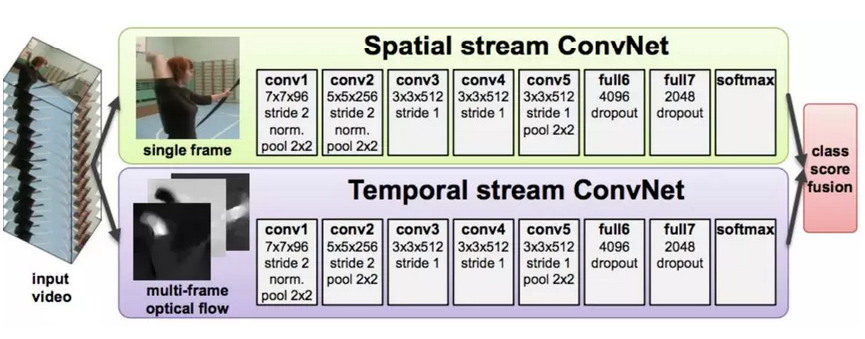 Spatial stream ConvNet
conv1
7x7x96
stride 2
norm.
pool 2x2
conv2
5x5x256
stride 2
norm.
pool 2x2
conv3
3x3x512
stride 1
conv4
3x3x512
stride 1
conv5
3x3x512
stride 1
pool 2x2
full6
4096
dropout
full7
2048
dropout
softmax
single frame
Temporal stream ConvNet
conv1
7x7x96
stride 2
norm.
pool 2x2
conv2
5x5x256
stride 2
pool 2x2
conv3
3x3x512
stride 1
conv4
3x3x512
stride 1
conv5
3x3x512
stride 1
pool 2x2
full6
4096
dropout
full7
2048
dropout
softmax
multi-frame
optical flow
input
video
class
score
fusion